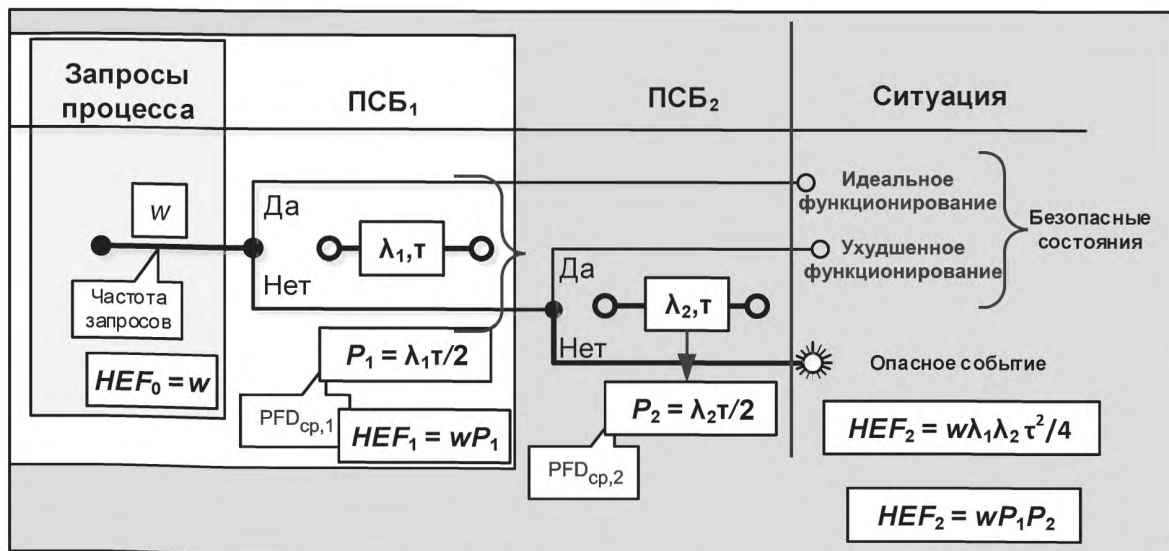 Запросы
процесса
ПСБ₁
ПСБ₂
Ситуация
w
Да
λ₁,τ
Нет
Частота
запросов
HEF₀ = w
P₁ = λ₁τ/2
PFDср,1
HEF₁ = wP₁
Да
λ₂,τ
Нет
P₂ = λ₂τ/2
PFDср,2
Идеальное
функционирование
Ухудшенное
функционирование
Безопасные
состояния
Опасное событие
HEF₂ = wλ₁λ₂τ²/4
HEF₂ = wP₁P₂